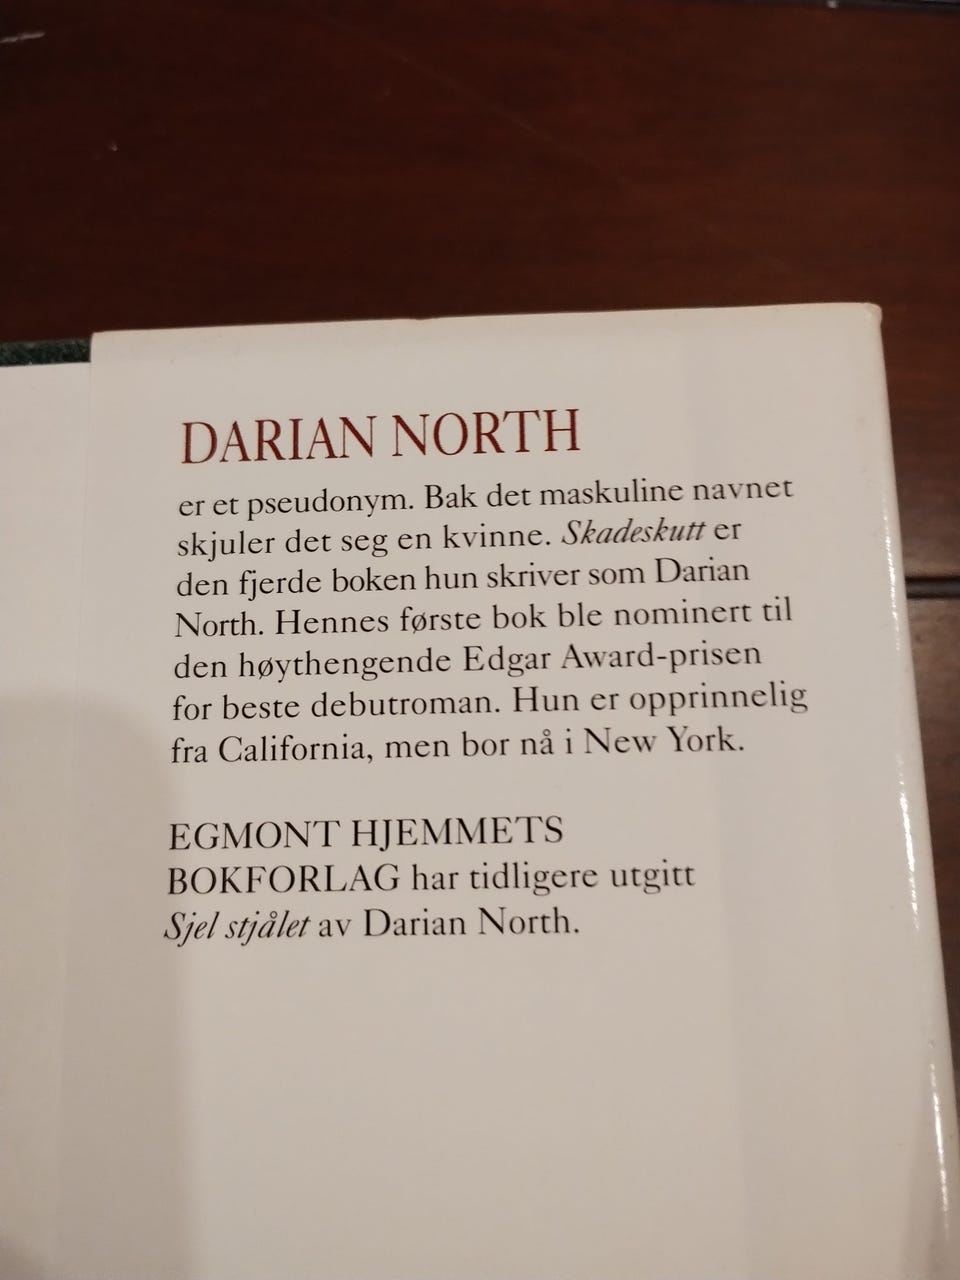 DARIAN NORTH
er et pseudonym. Bak det maskuline navnet
skjuler det seg en kvinne. Skadeskutt er
den fjerde boken hun skriver som Darian
North. Hennes første bok ble nominert til
den høythengende Edgar Award-prisen
for beste debutroman. Hun er opprinnelig
fra California, men bor nå i New York.
EGMONT HJEMMETS
BOKFORLAG har tidligere utgitt
Sjel stjålet av Darian North.